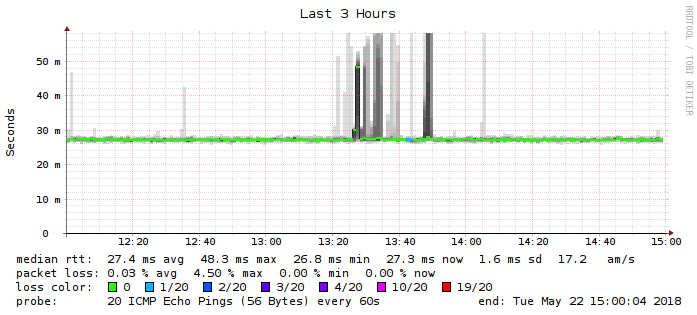 Last 3 Hours
RRDTOOL / TOBI OETIKER
Seconds
50 m
40 m
30 m
20 m
10 m
0
12:20 12:40 13:00 13:20 13:40 14:00 14:20 14:40 15:00
median rtt: 27.4 ms avg 48.3 ms max 26.8 ms min 27.3 ms now 1.6 ms sd 17.2 am/s
packet loss: 0.03 % avg 4.50 % max 0.00 % min 0.00 % now
loss color: 0 1/20 2/20 3/20 4/20 10/20 19/20
probe: 20 ICMP Echo Pings (56 Bytes) every 60s end: Tue May 22 15:00:04 2018